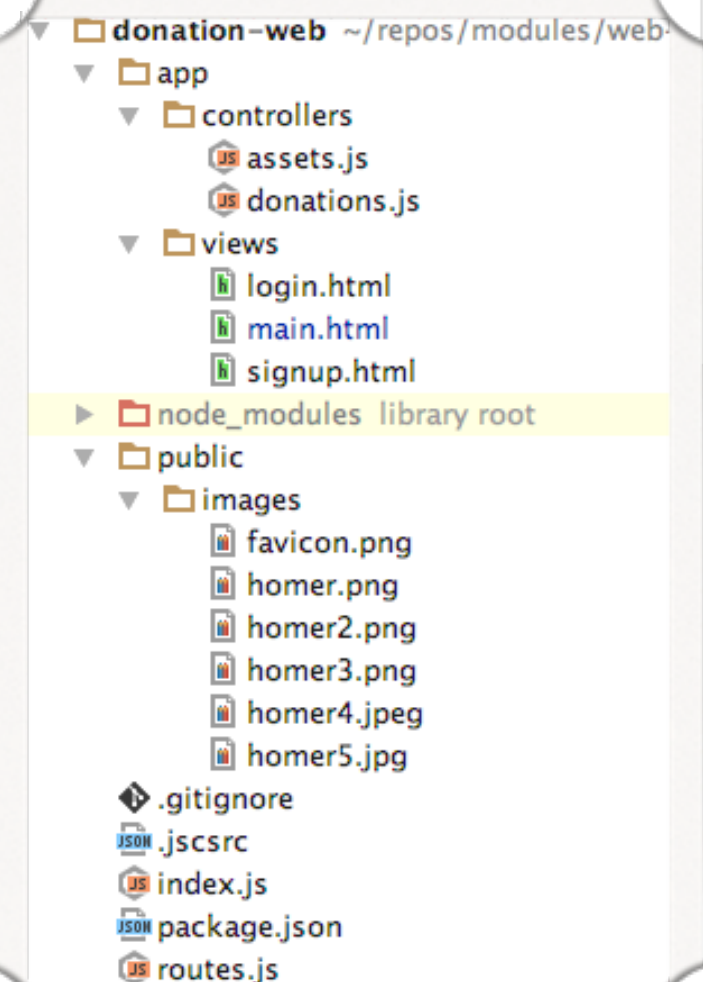 donation-web ~/repos/modules/web-
app
controllers
assets.js
donations.js
views
login.html
main.html
signup.html
node_modules library root
public
images
favicon.png
homer.png
homer2.png
homer3.png
homer4.jpeg
homer5.jpg
.gitignore
.jscsrc
index.js
package.json
routes.js